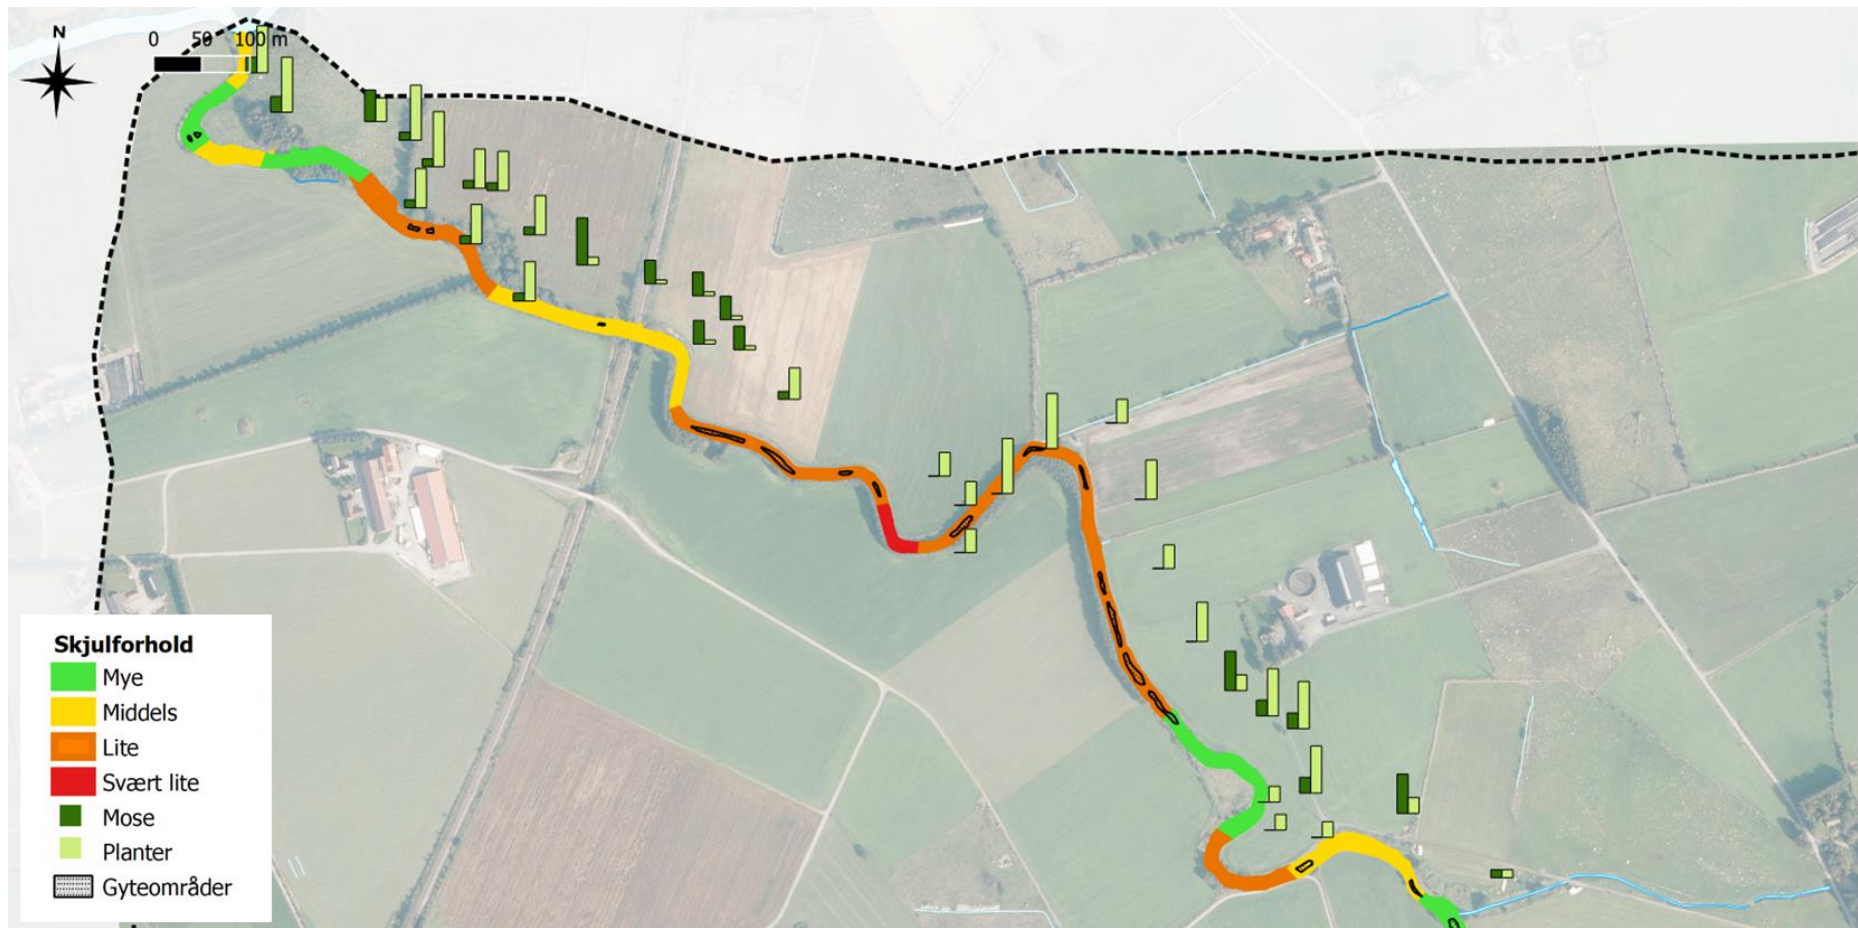 N
0 50 100 m
Skjulforhold
Mye
Middels
Lite
Svært lite
Mose
Planter
Gyteområder